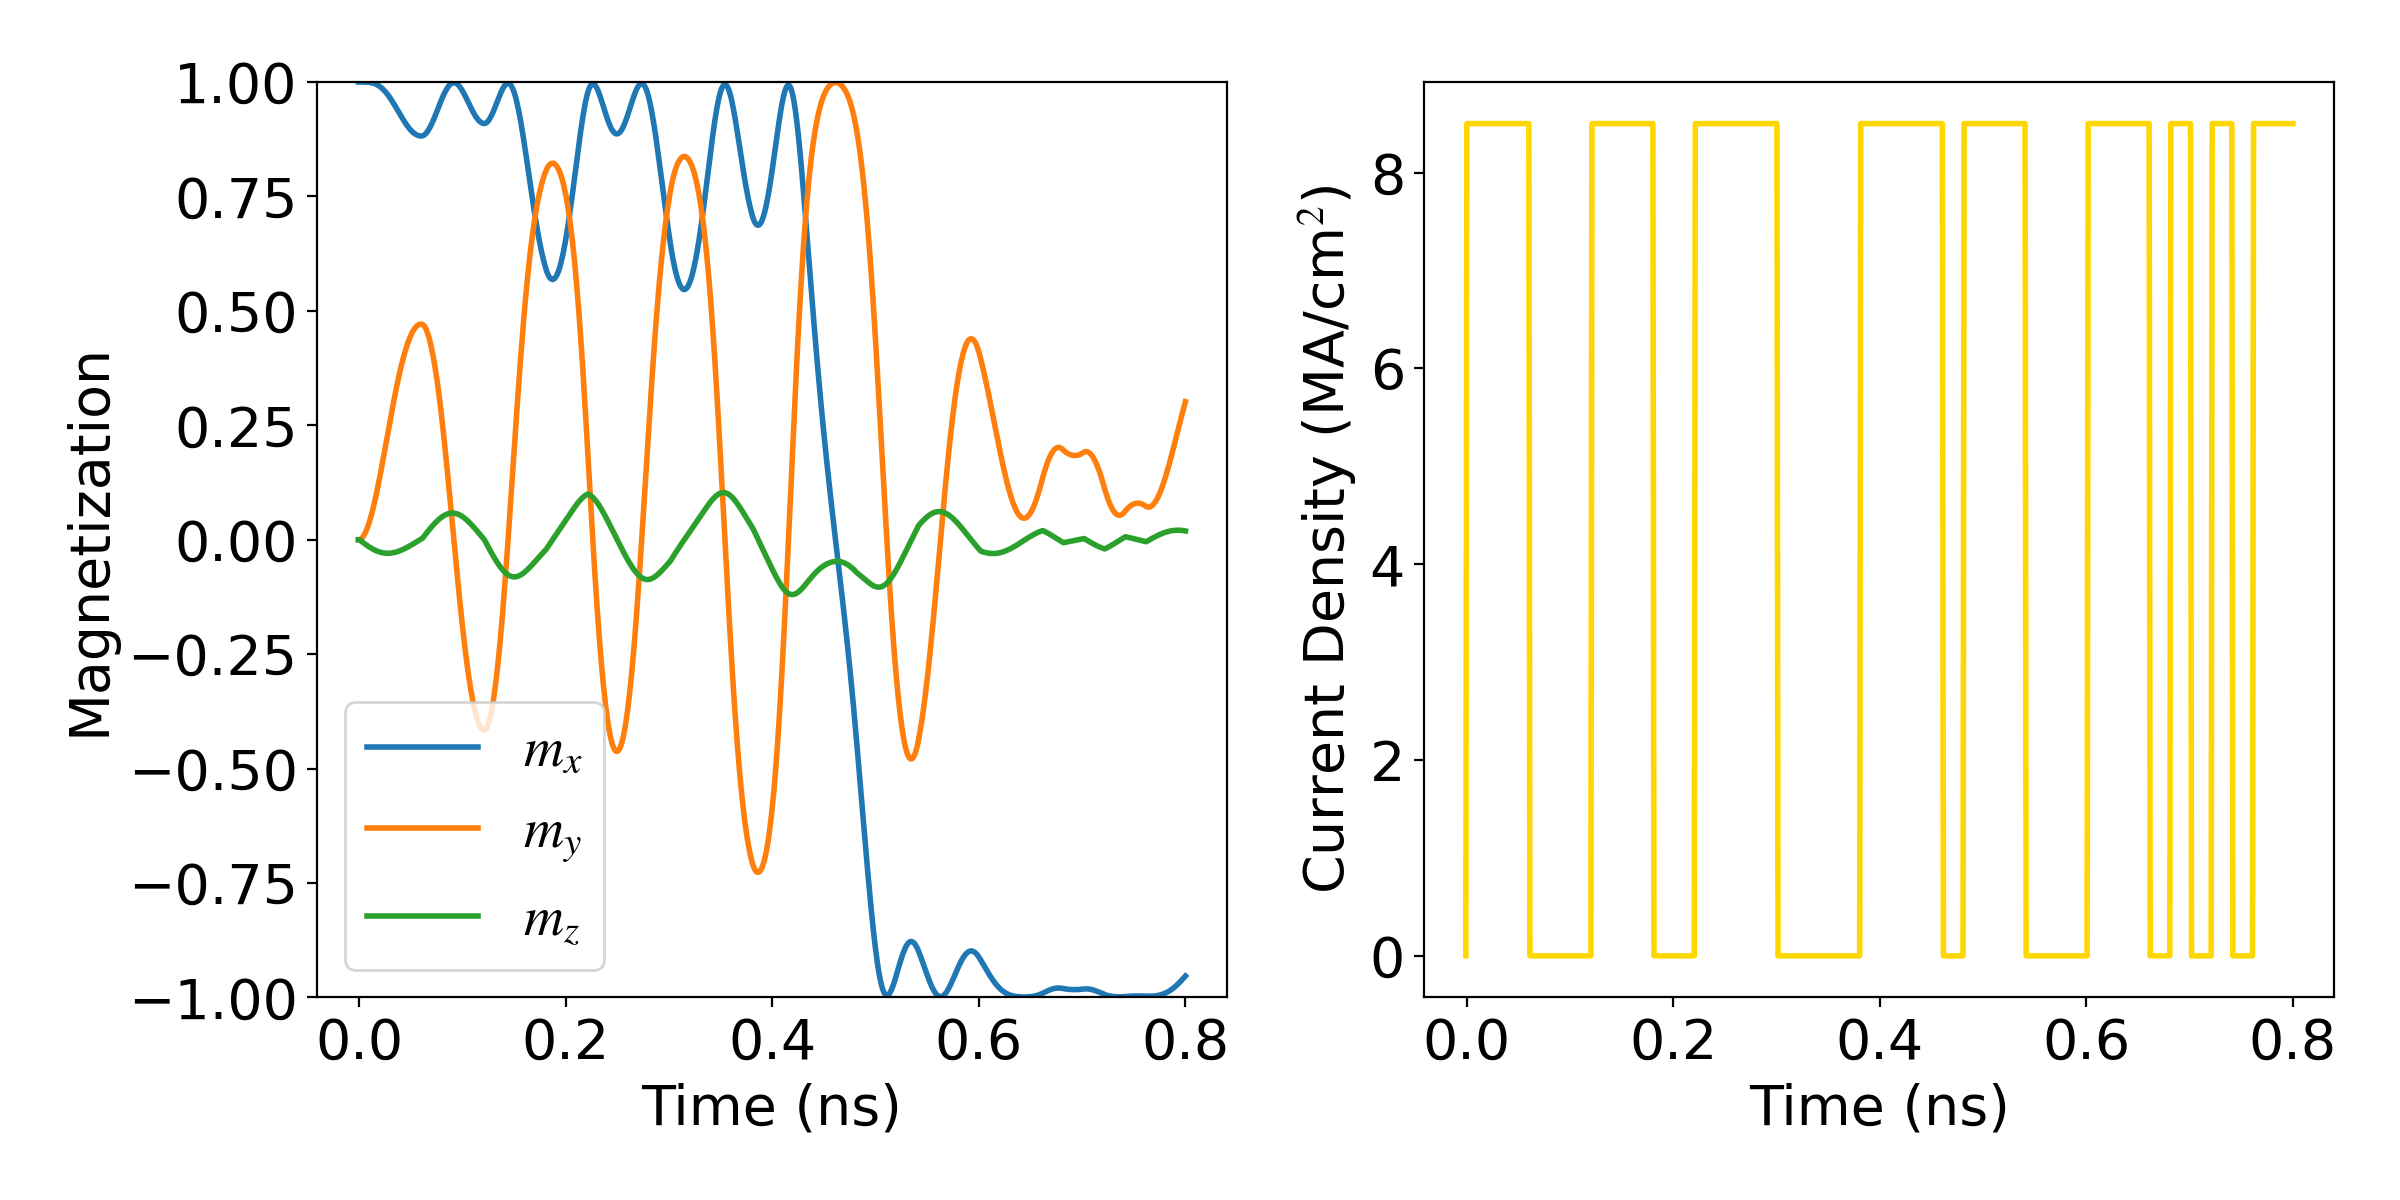 Magnetization
1.00
0.75
0.50
0.25
0.00
−0.25
−0.50
−0.75
−1.00
m_x
m_y
m_z
0.0 0.2 0.4 0.6 0.8
Time (ns)
Current Density (MA/cm²)
8
6
4
2
0
0.0 0.2 0.4 0.6 0.8
Time (ns)